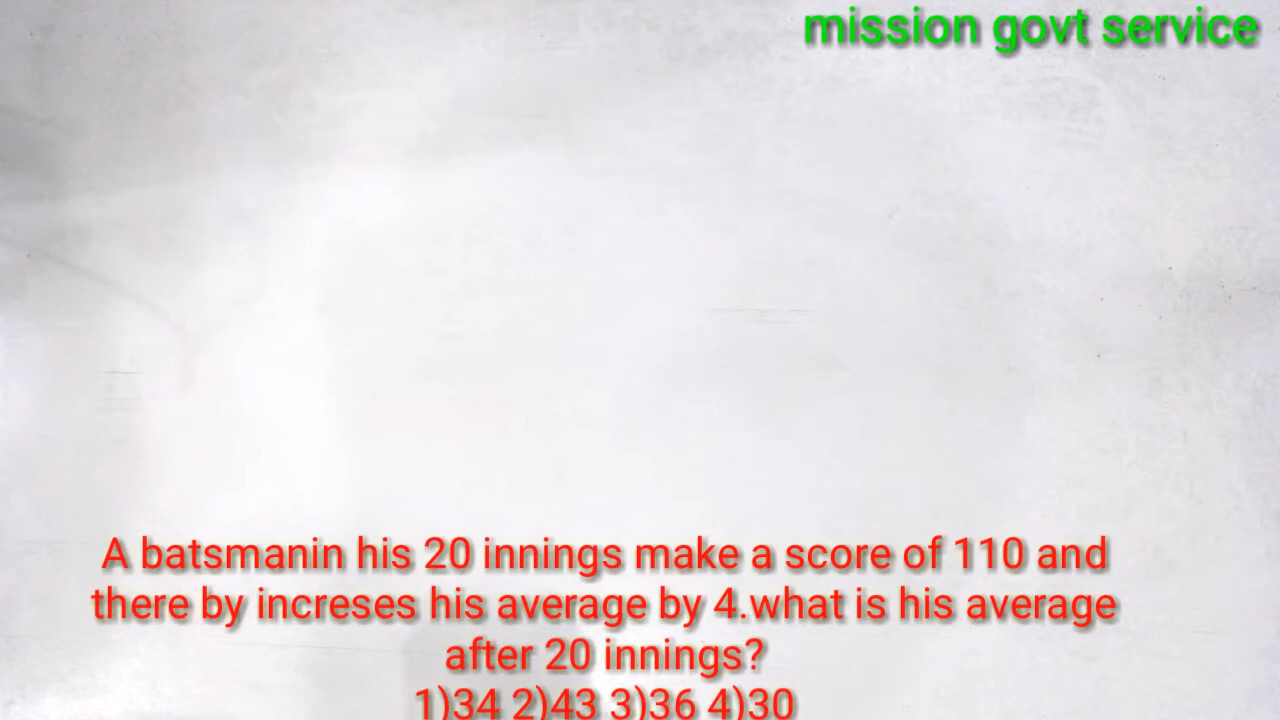 mission govt service
A batsmanin his 20 innings make a score of 110 and
there by increses his average by 4.what is his average
after 20 innings?
1)34 2)43 3)36 4)30